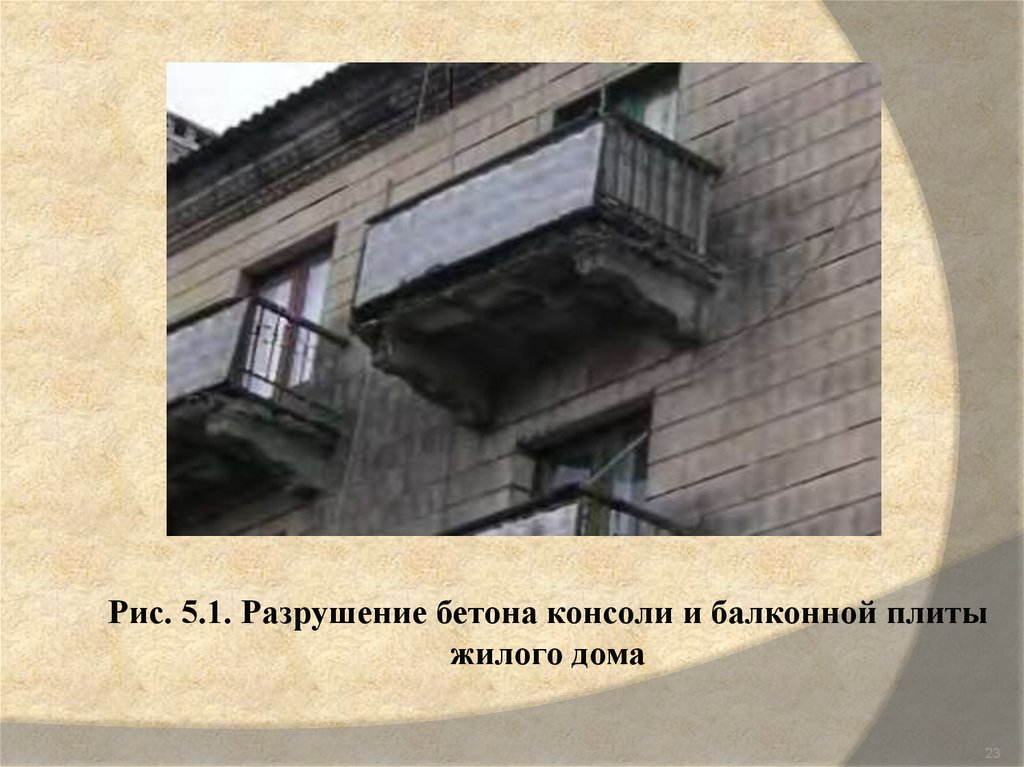 Рис. 5.1. Разрушение бетона консоли и балконной плиты
жилого дома
23